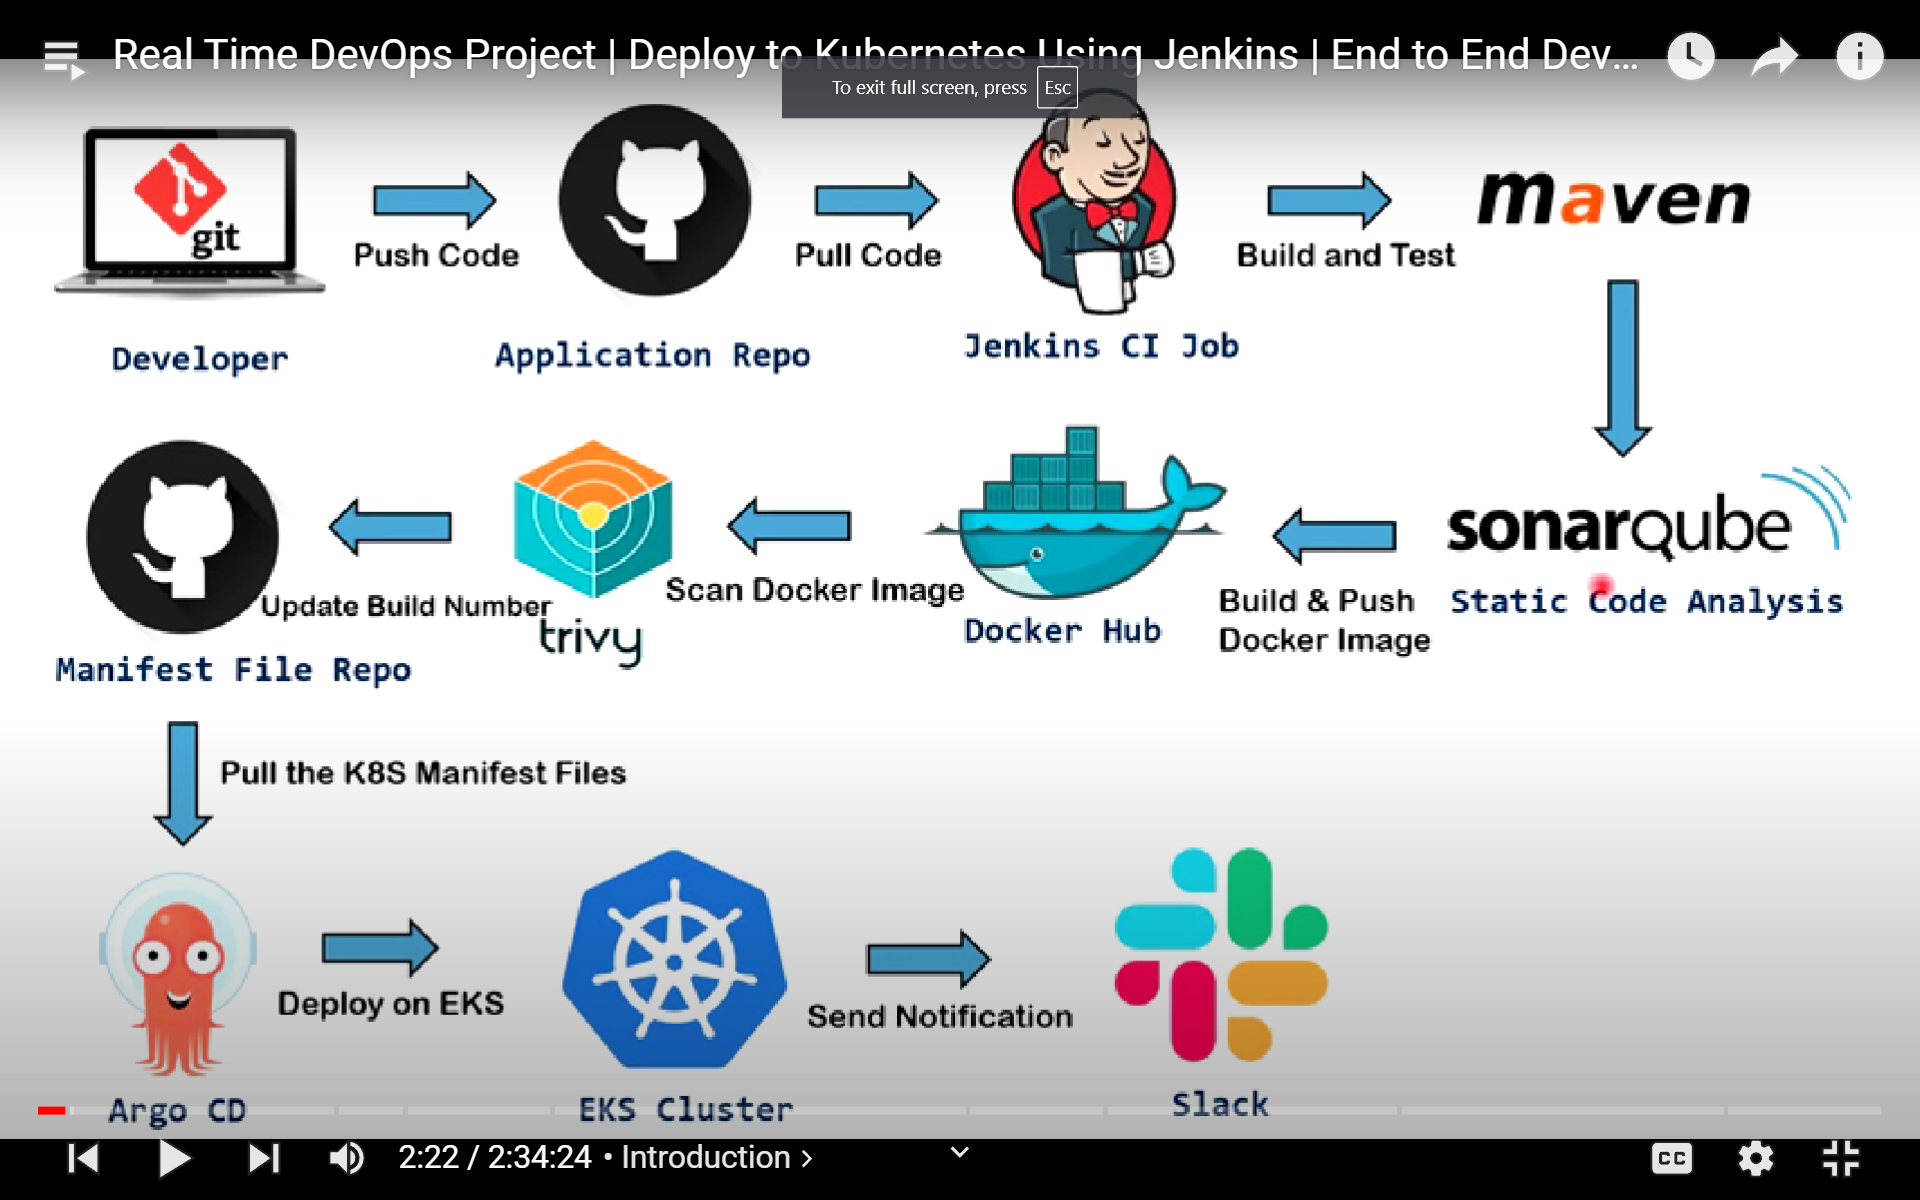 Real Time DevOps Project | Deploy to Kubernetes Using Jenkins | End to End Dev...
To exit full screen, press Esc
git
maven
Push Code
Pull Code
Build and Test
Developer
Application Repo
Jenkins CI Job
sonarqube
Static Code Analysis
Build & Push
Docker Image
Docker Hub
Scan Docker Image
trivy
Update Build Number
Manifest File Repo
Pull the K8S Manifest Files
Deploy on EKS
Send Notification
Argo CD
EKS Cluster
Slack
2:22 / 2:34:24 • Introduction >
CC